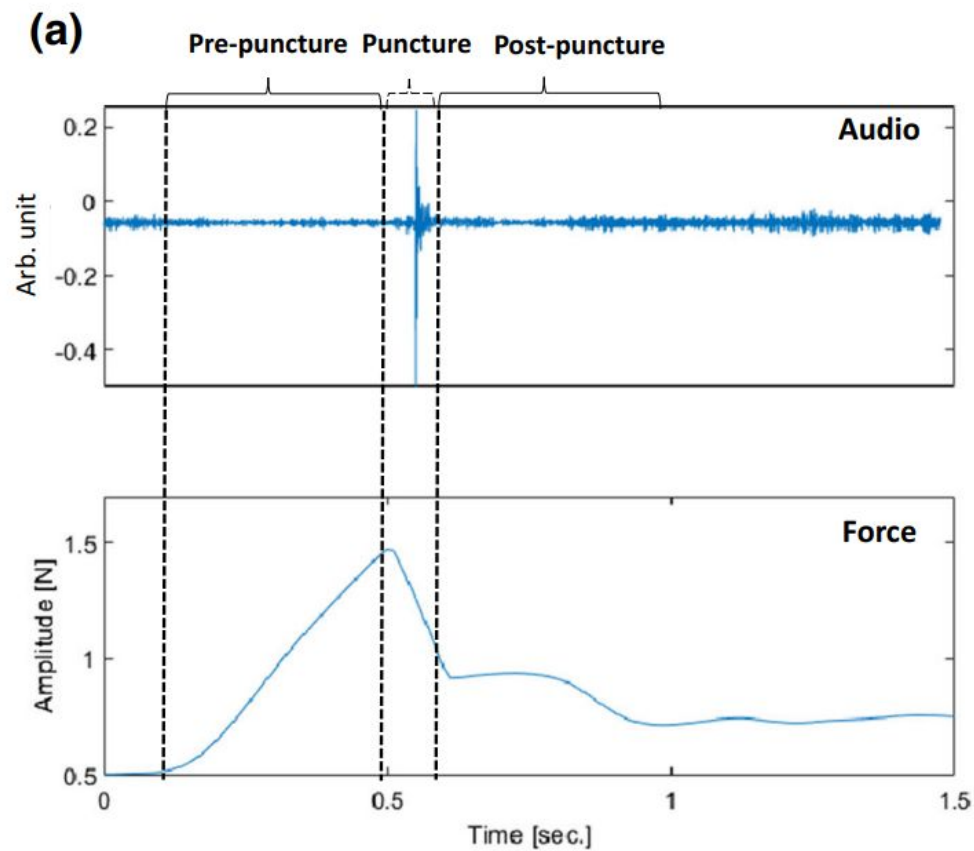 (a)
Pre-puncture Puncture Post-puncture
Audio
0.2
0
-0.2
-0.4
Arb. unit
Force
1.5
1
0.5
Amplitude [N]
0 0.5 1 1.5
Time [sec.]